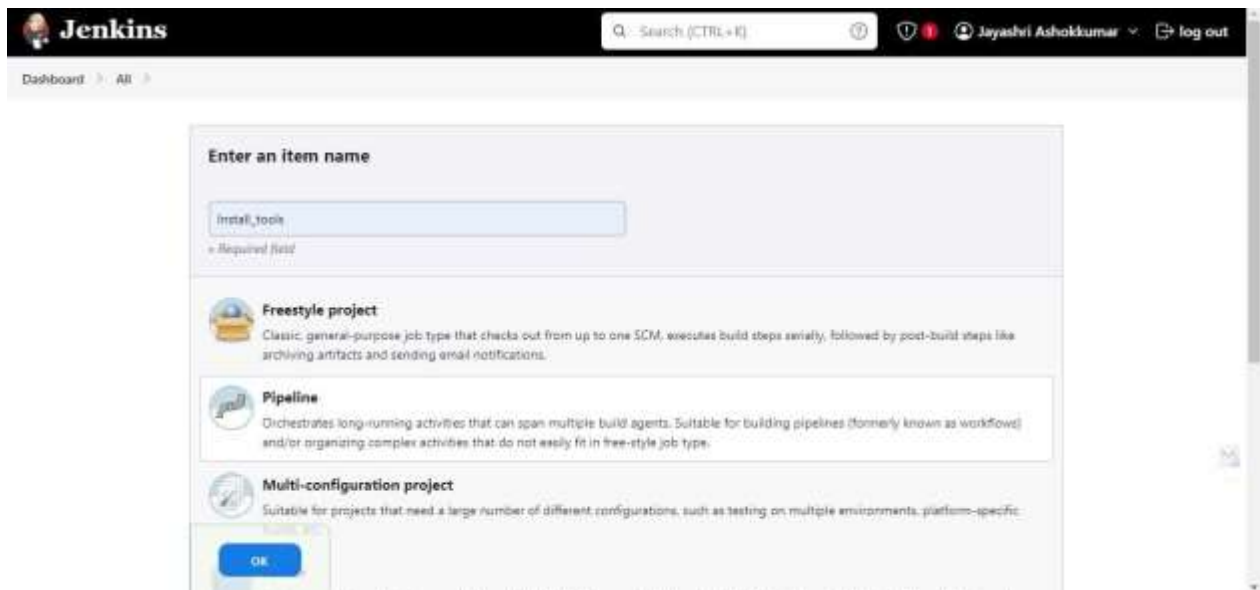 Jenkins
Search (CTRL+K)
1
Jayashri Ashokkumar
log out
Dashboard
All
Enter an item name
Install_tools
» Required field
Freestyle project
Classic, general-purpose job type that checks out from up to one SCM, executes build steps serially, followed by post-build steps like
archiving artifacts and sending email notifications.
Pipeline
Orchestrates long-running activities that can span multiple build agents. Suitable for building pipelines (formerly known as workflows)
and/or organizing complex activities that do not easily fit in free-style job type.
Multi-configuration project
Suitable for projects that need a large number of different configurations, such as testing on multiple environments, platform-specific
OK